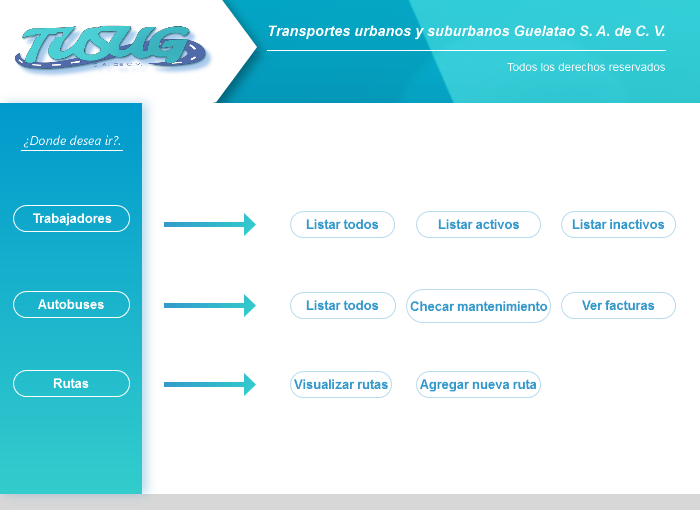 TUSUG
S.A. DE C.V.
Transportes urbanos y suburbanos Guelatao S. A. de C. V.
Todos los derechos reservados
¿Donde desea ir?.
Trabajadores
Listar todos
Listar activos
Listar inactivos
Autobuses
Listar todos
Checar mantenimiento
Ver facturas
Rutas
Visualizar rutas
Agregar nueva ruta